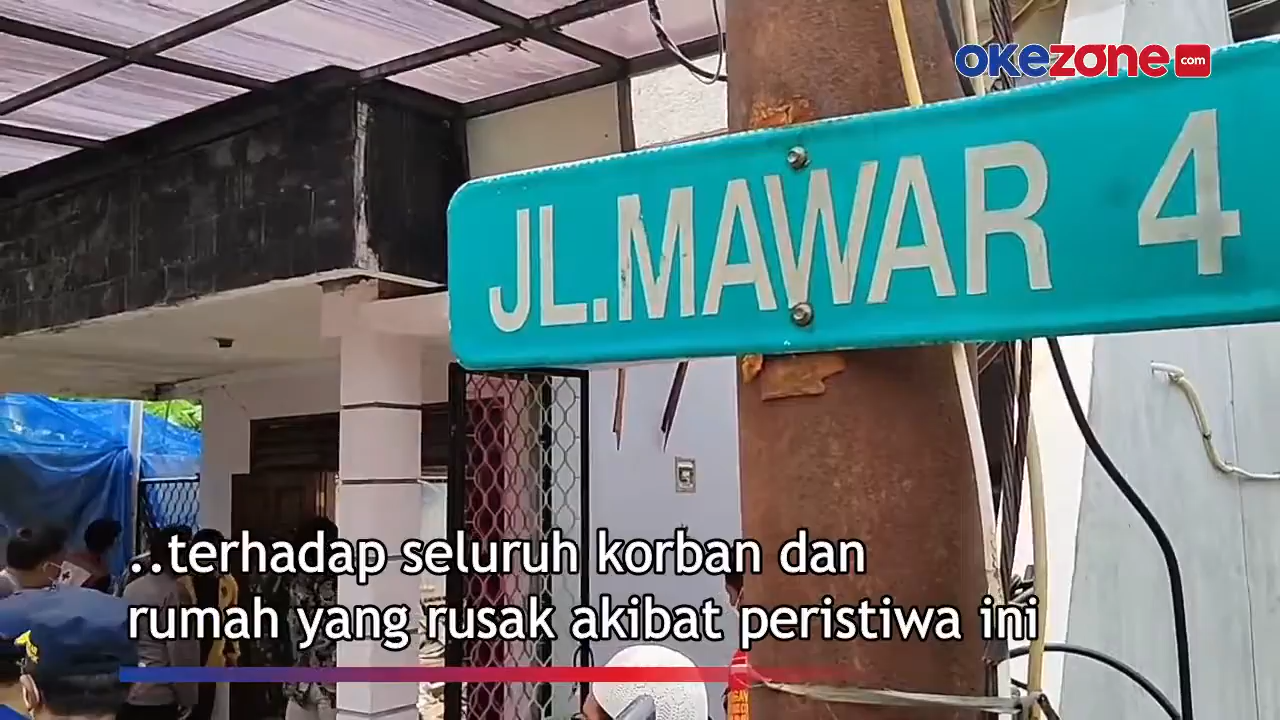 OKEZONE.com
JL.MAWAR 4
..terhadap seluruh korban dan
rumah yang rusak akibat peristiwa ini